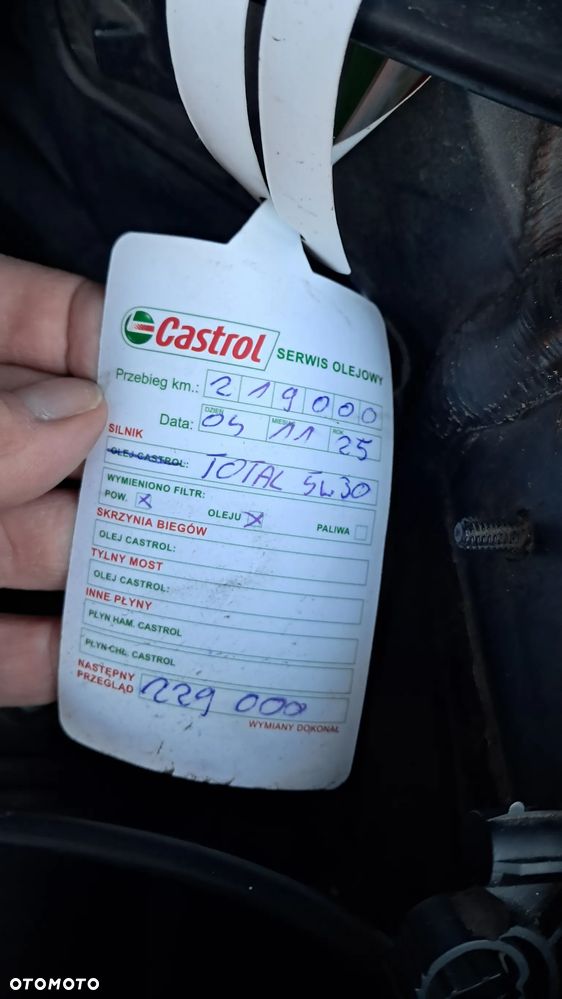 Castrol SERWIS OLEJOWY
Przebieg km.: 219000
DZIEŃ MIESIĄC ROK
Data: 04 11 25
SILNIK
OLEJ CASTROL: TOTAL 5w30
WYMIENIONO FILTR:
POW. X OLEJU X PALIWA
SKRZYNIA BIEGÓW
OLEJ CASTROL:
TYLNY MOST
OLEJ CASTROL:
INNE PŁYNY
PŁYN HAM. CASTROL
PŁYN CHŁ. CASTROL
NASTĘPNY
PRZEGLĄD 229 000
WYMIANY DOKONAŁ
OTOMOTO